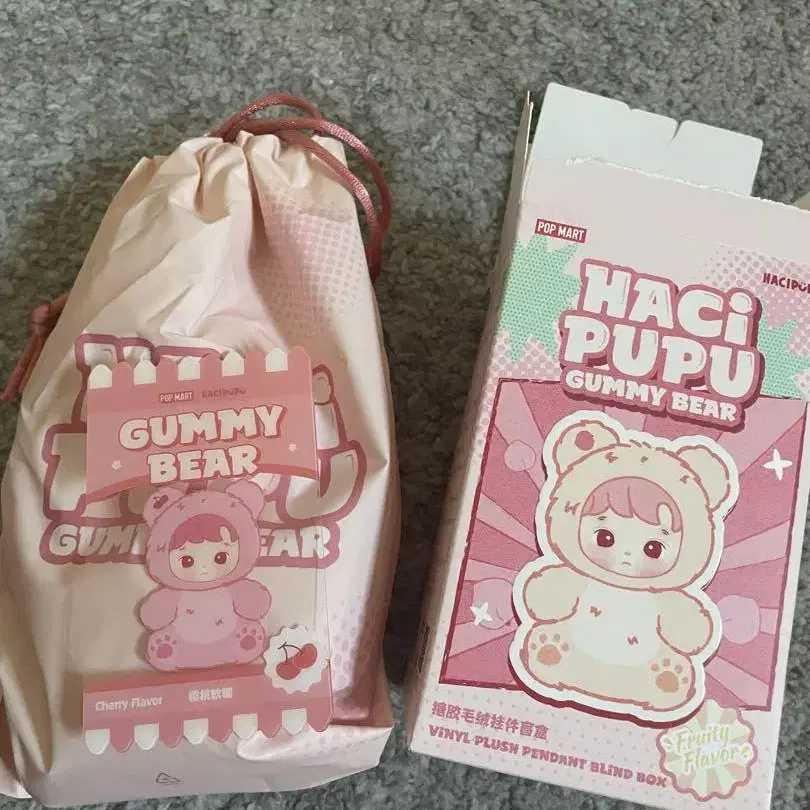 POP MART HACIPUPU
GUMMY
BEAR
GUMMY BEAR
Cherry Flavor 樱桃软糖
POP MART
HACIPUPU
HACI
PUPU
GUMMY BEAR
搪胶毛绒挂件盲盒
VINYL PLUSH PENDANT BLIND BOX
Fruity
Flavor